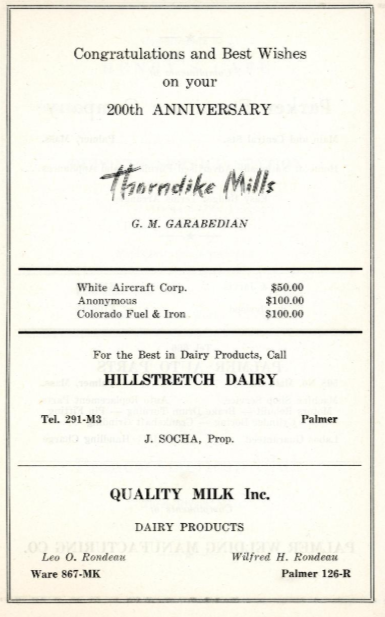 Congratulations and Best Wishes
on your
200th ANNIVERSARY
Thorndike Mills
G. M. GARABEDIAN
White Aircraft Corp. $50.00
Anonymous $100.00
Colorado Fuel & Iron $100.00
For the Best in Dairy Products, Call
HILLSTRETCH DAIRY
Tel. 291-M3 Palmer
J. SOCHA, Prop.
QUALITY MILK Inc.
DAIRY PRODUCTS
Leo O. Rondeau Wilfred H. Rondeau
Ware 867-MK Palmer 126-R